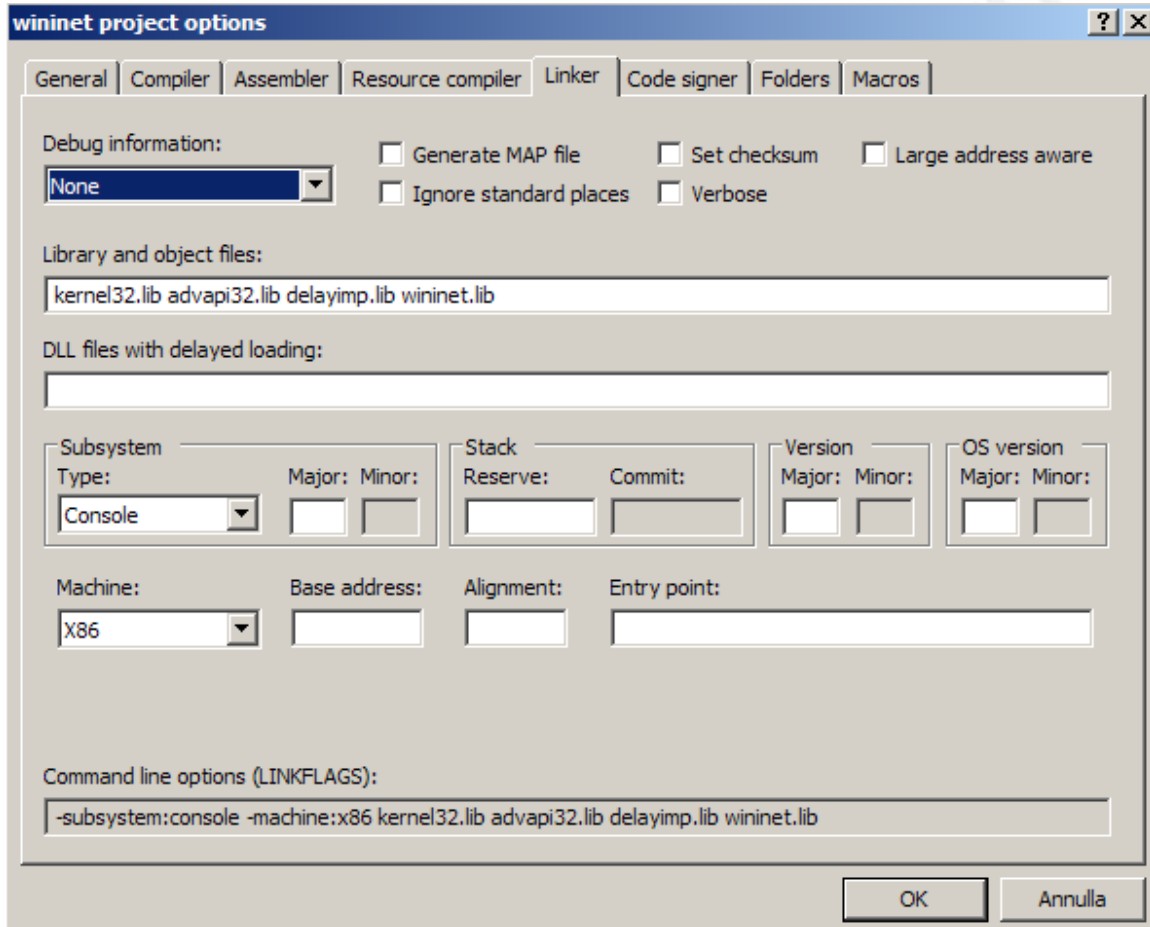 wininet project options
General Compiler Assembler Resource compiler Linker Code signer Folders Macros
Debug information:
None
Generate MAP file
Set checksum
Large address aware
Ignore standard places
Verbose
Library and object files:
kernel32.lib advapi32.lib delayimp.lib wininet.lib
DLL files with delayed loading:
Subsystem
Type: Major: Minor:
Console
Stack
Reserve: Commit:
Version
Major: Minor:
OS version
Major: Minor:
Machine: Base address: Alignment: Entry point:
X86
Command line options (LINKFLAGS):
-subsystem:console -machine:x86 kernel32.lib advapi32.lib delayimp.lib wininet.lib
OK Annulla